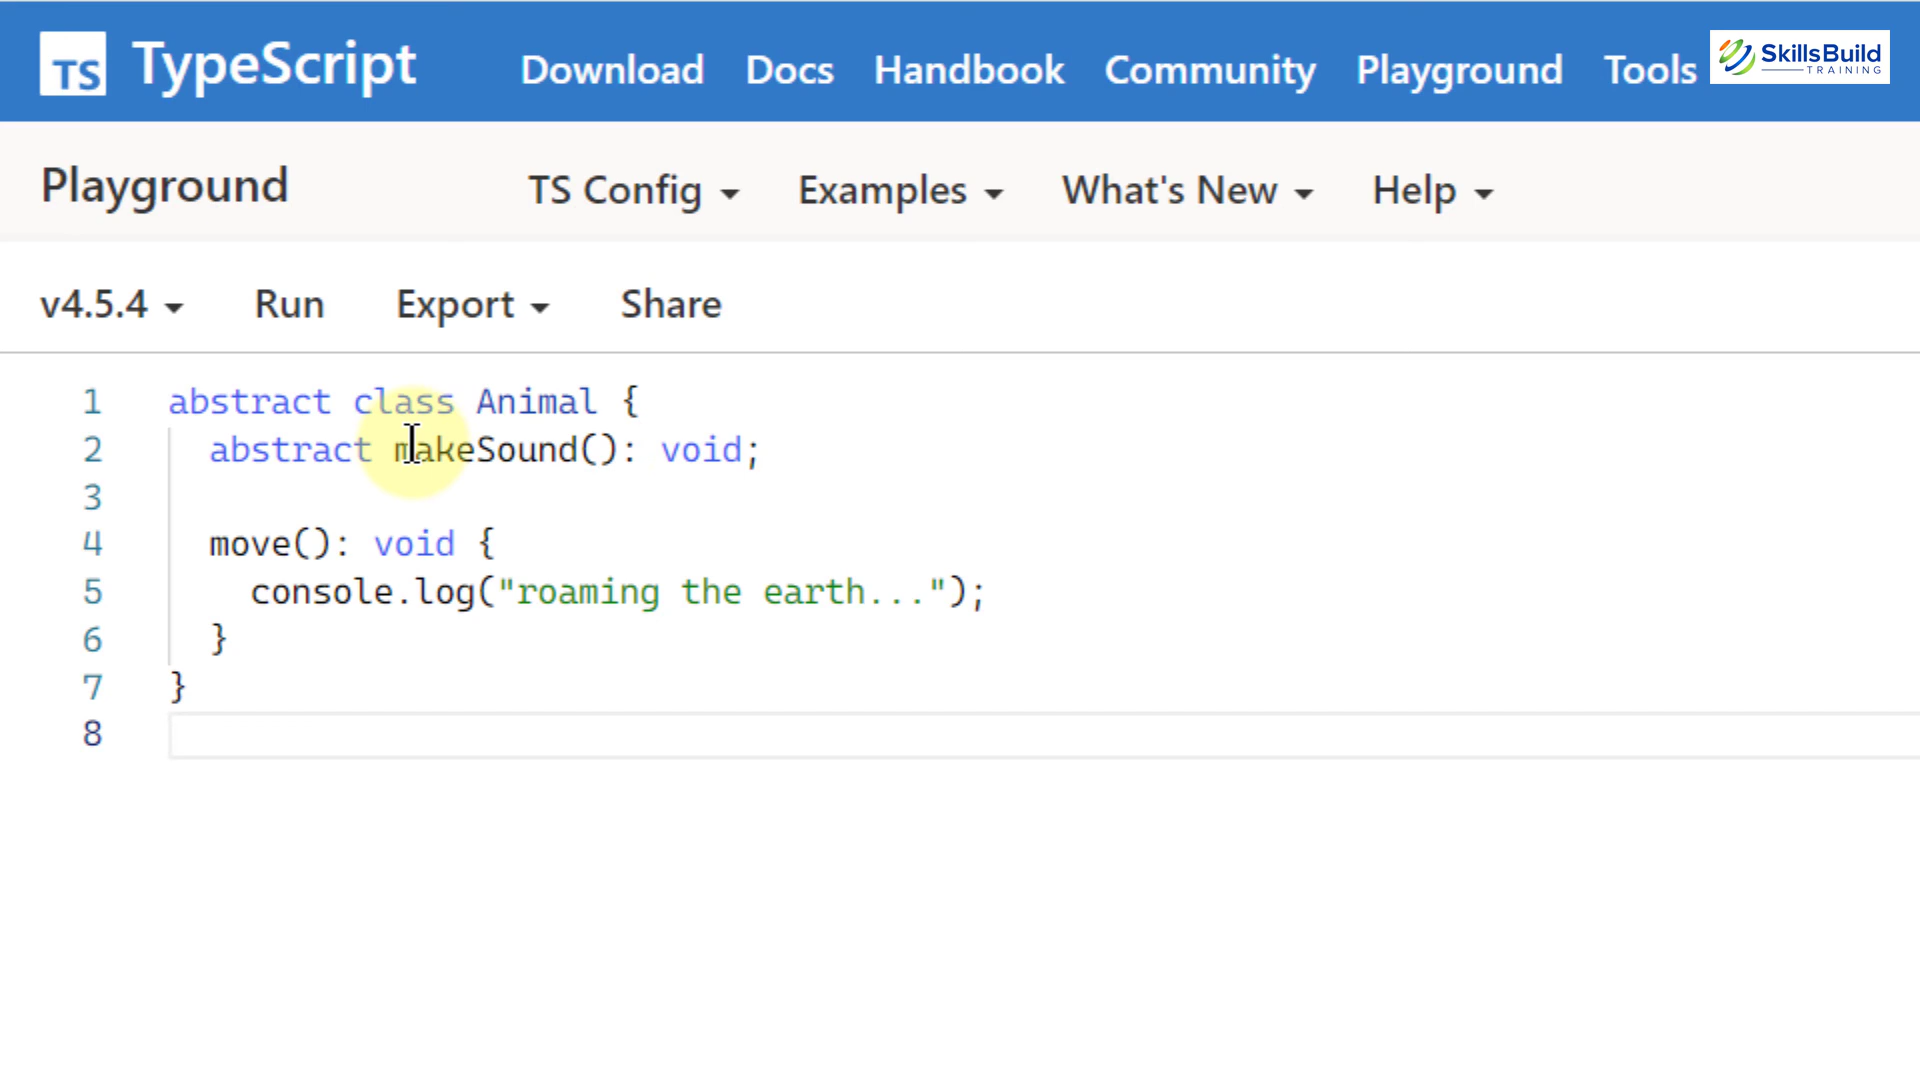 TS TypeScript Download Docs Handbook Community Playground Tools SkillsBuild
TRAINING
Playground TS Config Examples What's New Help
v4.5.4 Run Export Share
1 abstract class Animal {
2 abstract makeSound(): void;
3
4 move(): void {
5 console.log("roaming the earth...");
6 }
7 }
8